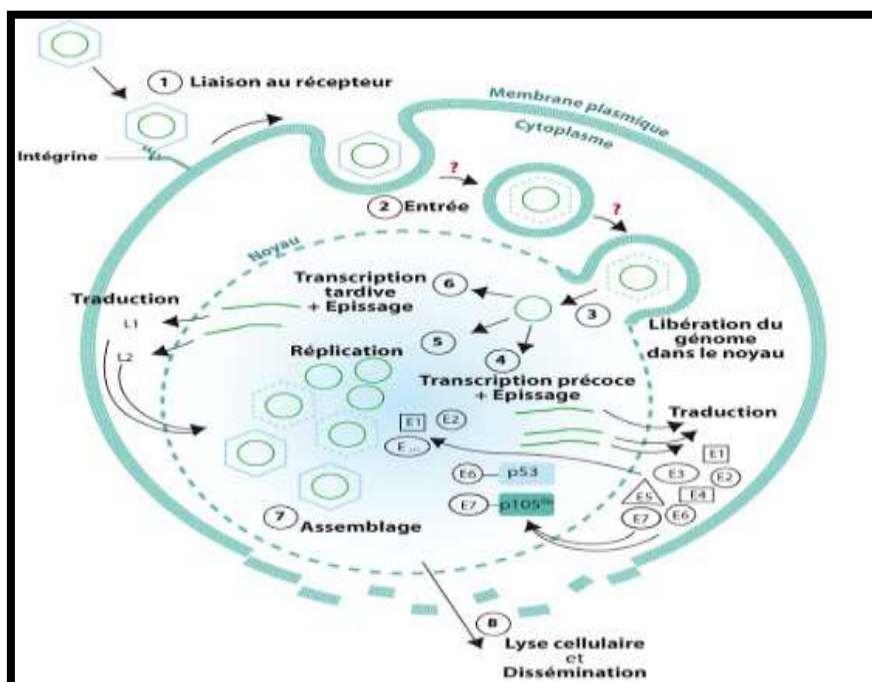 1 Liaison au récepteur
Membrane plasmique
Cytoplasme
Intégrine
?
2 Entrée
?
Noyau
Transcription
tardive
+ Epissage
6
3
Traduction
L1
L2
5
4
Libération du
génome
dans le noyau
Réplication
Transcription précoce
+ Epissage
Traduction
E1
E2
E ...
E1
E3
E2
E5
E4
E7
E6
E6
p53
E7
p105
7
Assemblage
8
Lyse cellulaire
et
Dissémination